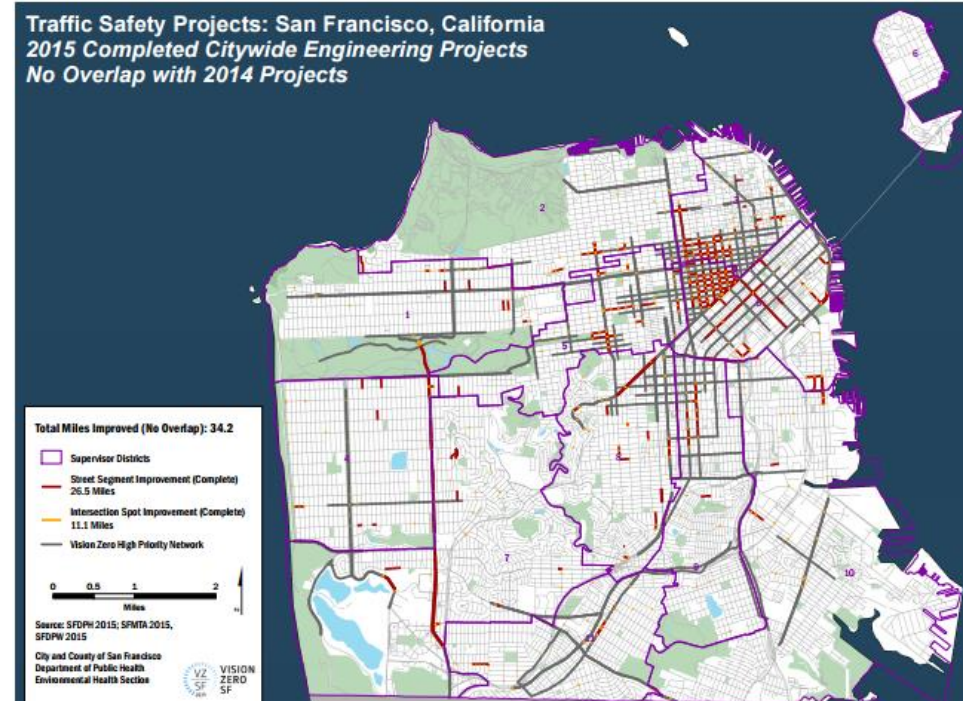 Traffic Safety Projects: San Francisco, California
2015 Completed Citywide Engineering Projects
No Overlap with 2014 Projects
6
2
1
5
4
8
7
10
Total Miles Improved (No Overlap): 34.2
Supervisor Districts
Street Segment Improvement (Complete)
26.5 Miles
Intersection Spot Improvement (Complete)
11.1 Miles
Vision Zero High Priority Network
0 0.5 1 2
Miles
Source: SFDPH 2015; SFMTA 2015,
SFDPW 2015
City and County of San Francisco
Department of Public Health
Environmental Health Section
VZ
SF
VISION
ZERO
SF